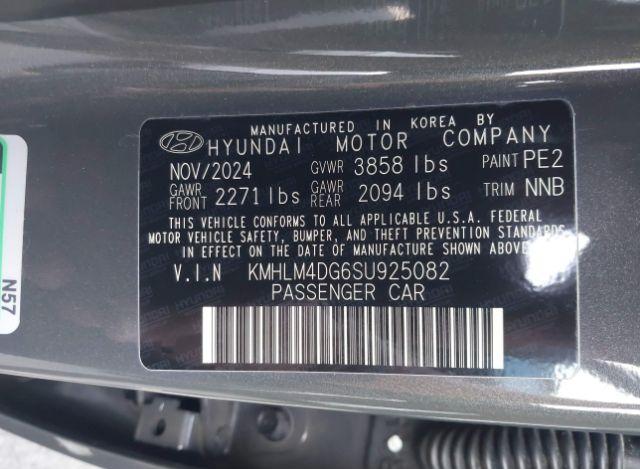 MANUFACTURED IN KOREA BY
HYUNDAI MOTOR COMPANY
NOV/2024 GVWR 3858 lbs PAINT PE2
GAWR FRONT 2271 lbs GAWR REAR 2094 lbs TRIM NNB
THIS VEHICLE CONFORMS TO ALL APPLICABLE U.S.A. FEDERAL
MOTOR VEHICLE SAFETY, BUMPER, AND THEFT PREVENTION STANDARDS
IN EFFECT ON THE DATE OF MANUFACTURE SHOWN ABOVE.
V.I.N KMHLM4DG6SU925082
PASSENGER CAR
N57